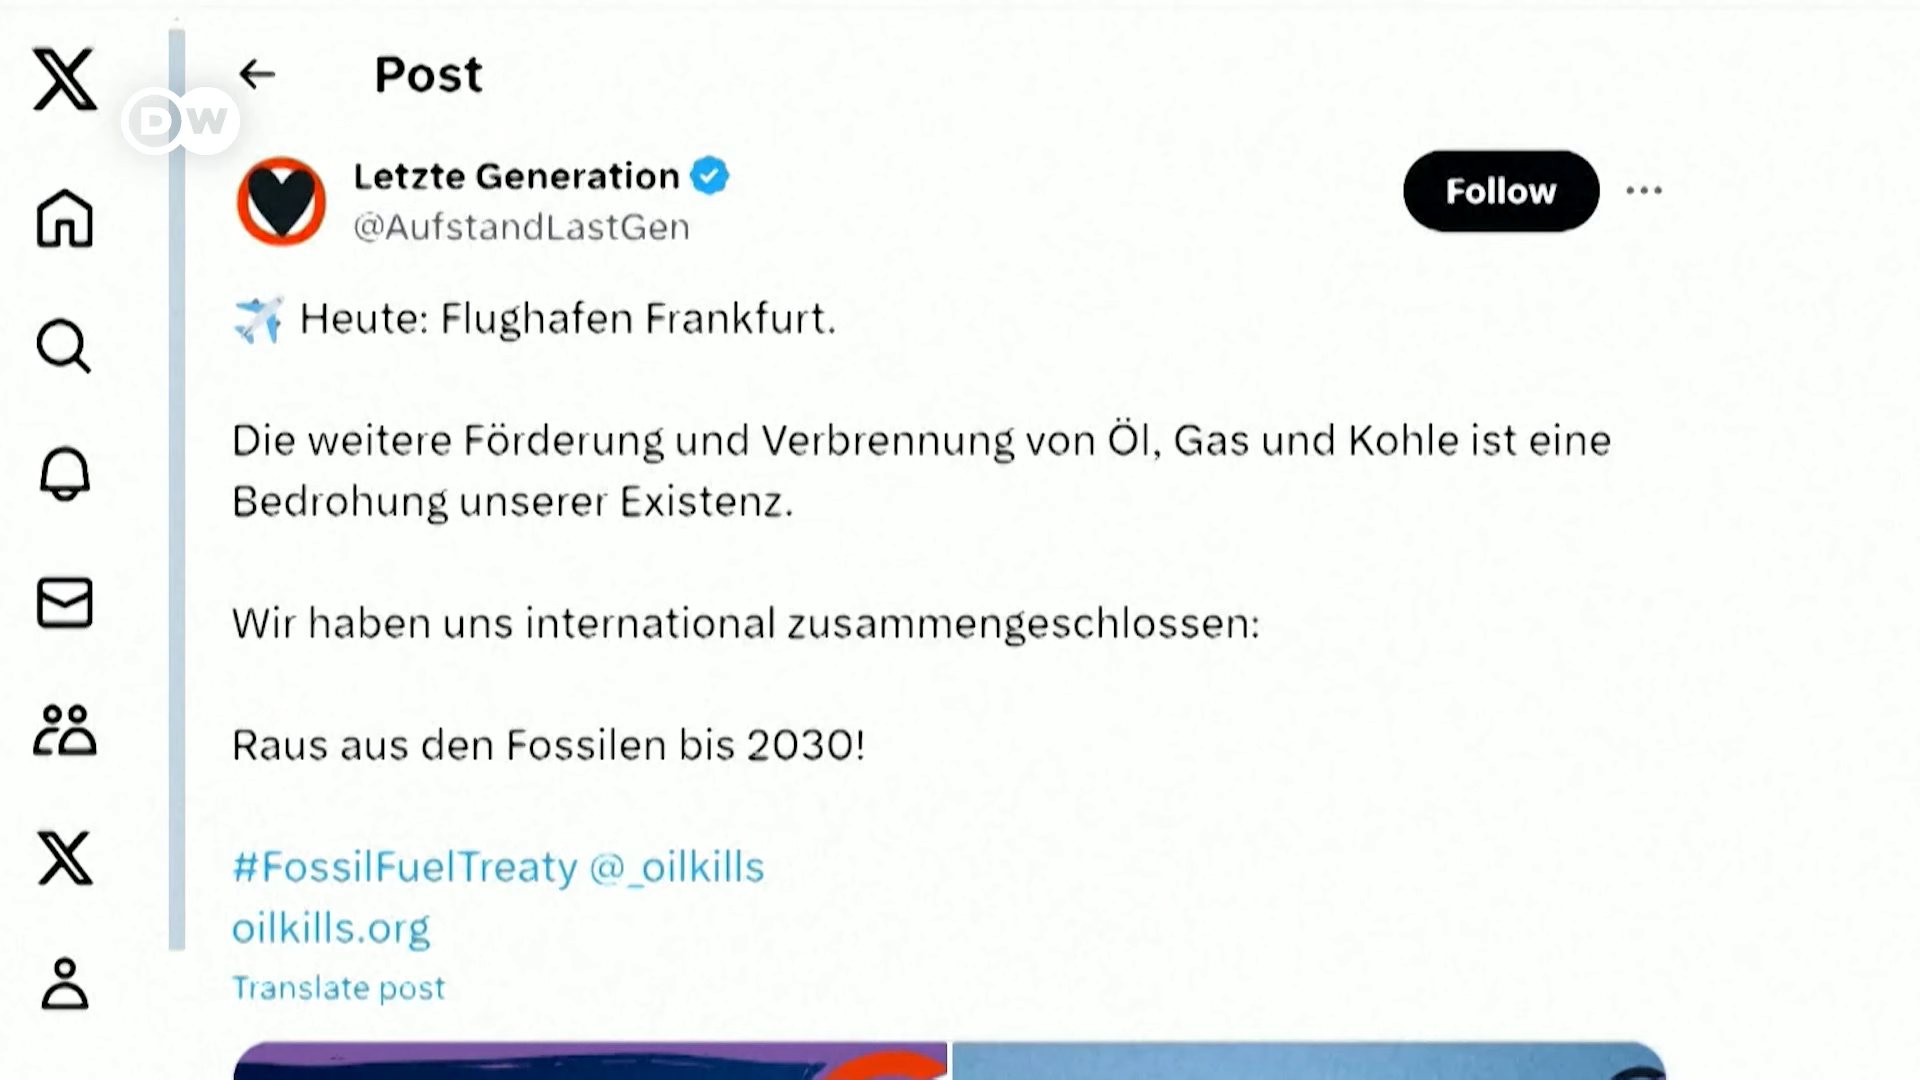 Post
DW
Letzte Generation
@AufstandLastGen
Follow
Heute: Flughafen Frankfurt.
Die weitere Förderung und Verbrennung von Öl, Gas und Kohle ist eine
Bedrohung unserer Existenz.
Wir haben uns international zusammengeschlossen:
Raus aus den Fossilen bis 2030!
#FossilFuelTreaty @_oilkills
oilkills.org
Translate post